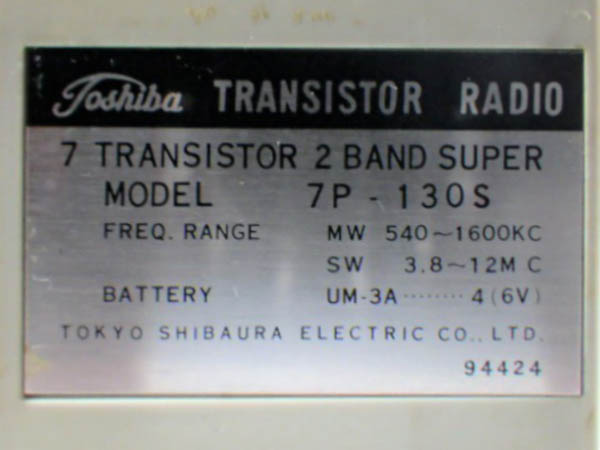 Toshiba TRANSISTOR RADIO
7 TRANSISTOR 2 BAND SUPER
MODEL 7P - 130S
FREQ. RANGE MW 540~1600KC
SW 3.8~12MC
BATTERY UM-3A ········ 4 (6V)
TOKYO SHIBAURA ELECTRIC CO., LTD.
94424